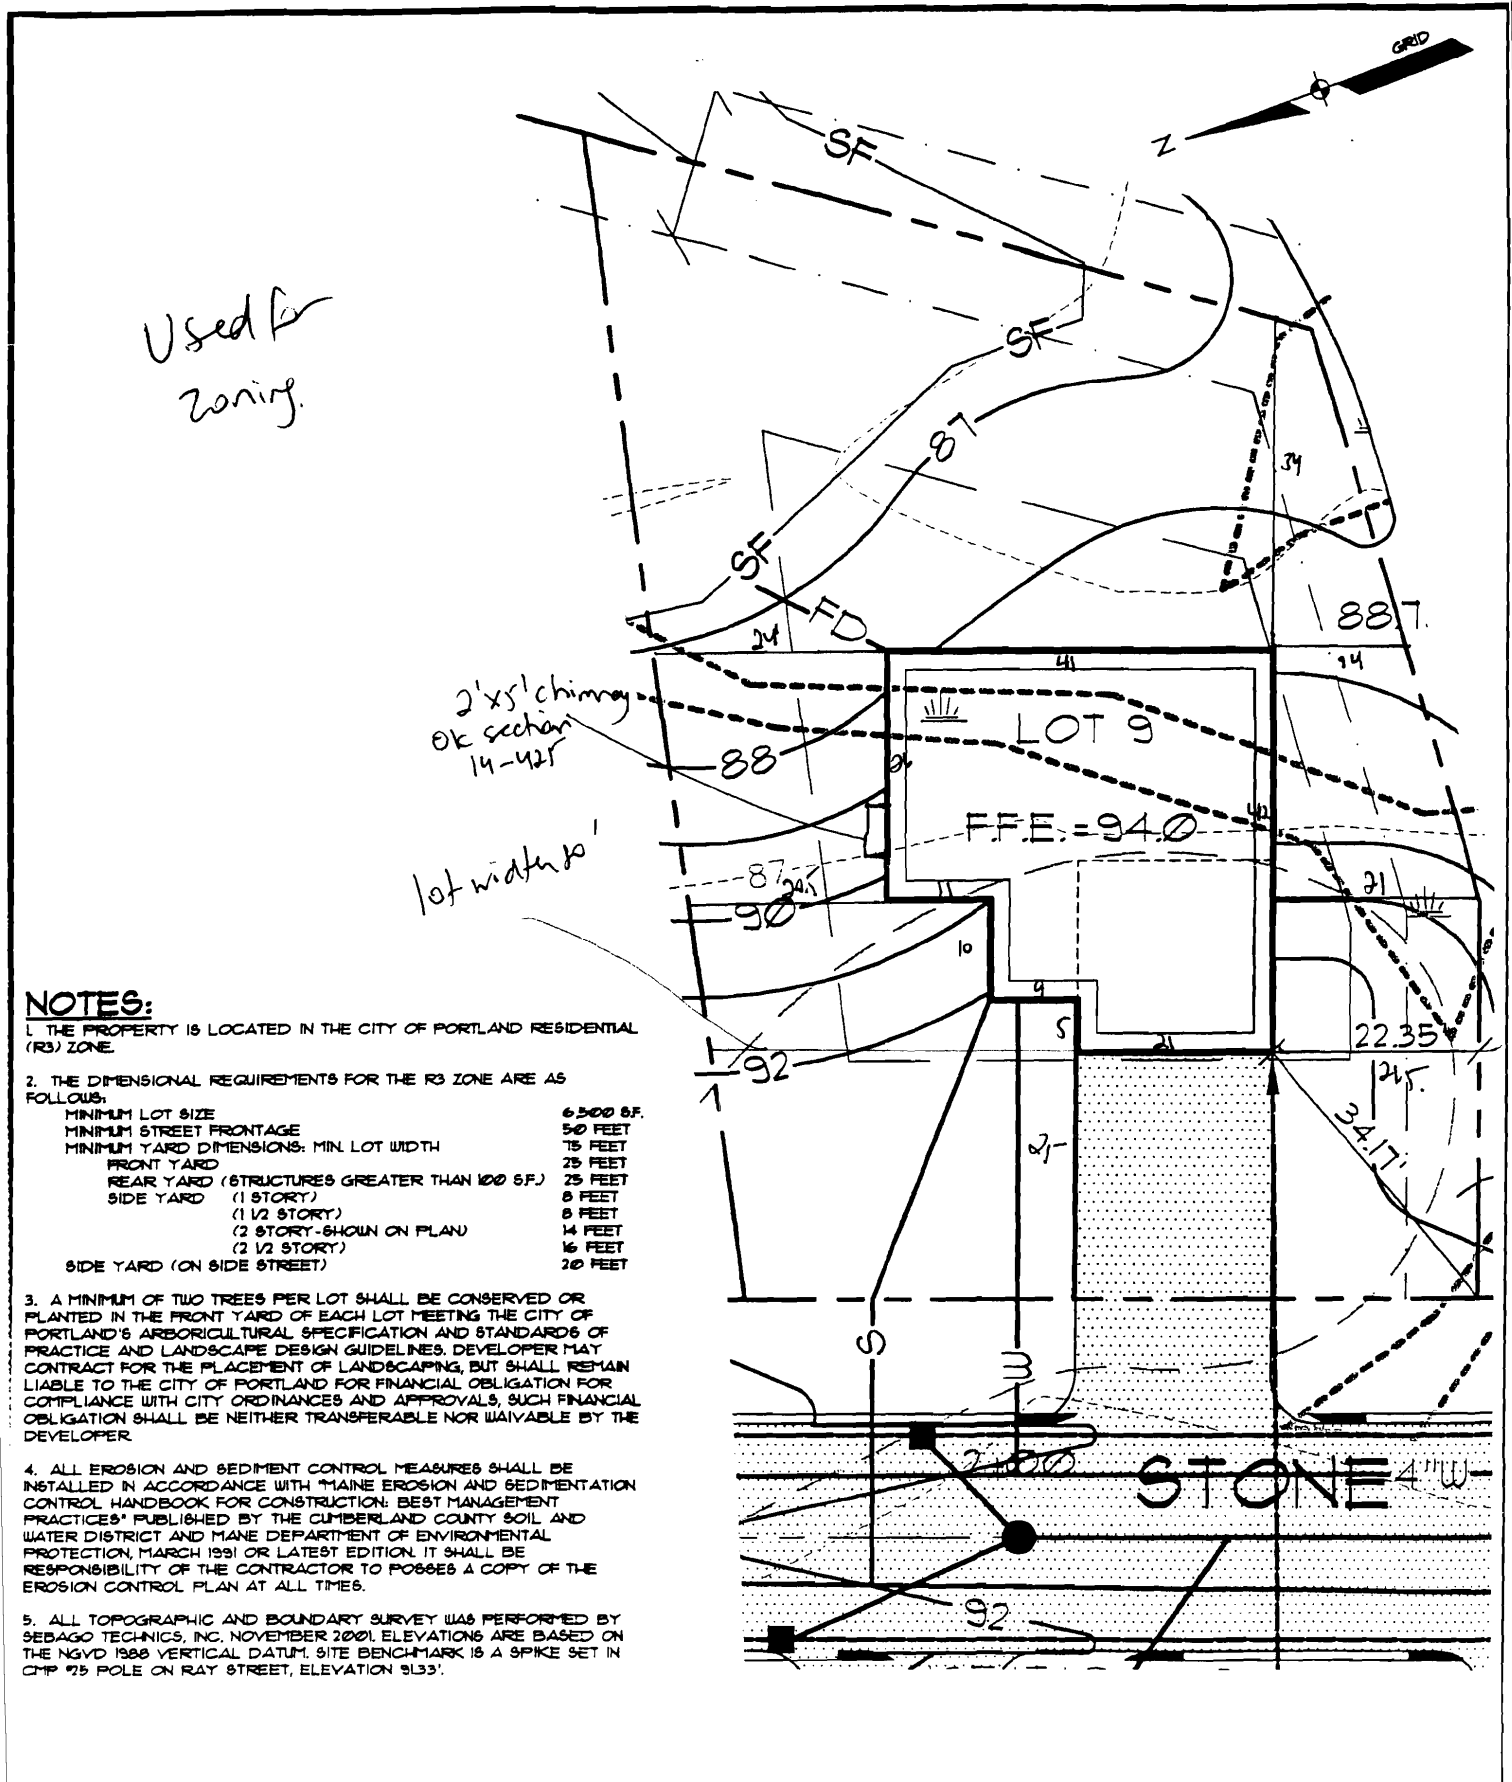 GRID
Z
SF
SF
Used for
zoning.
87
34
SF
FD
88.7
24
41
94
2'x5' chimney
OK section
14-425
LOT 9
26
88
42
F.F.E.=94.0
lot width 80'
87
24.5
11
21
90
10
9
NOTES:
1. THE PROPERTY IS LOCATED IN THE CITY OF PORTLAND RESIDENTIAL
(R3) ZONE.
5
21
22.35
92
2. THE DIMENSIONAL REQUIREMENTS FOR THE R3 ZONE ARE AS
FOLLOWS:
MINIMUM LOT SIZE 6,500 SF.
MINIMUM STREET FRONTAGE 50 FEET
MINIMUM YARD DIMENSIONS: MIN. LOT WIDTH 75 FEET
FRONT YARD 25 FEET
REAR YARD (STRUCTURES GREATER THAN 100 S.F.) 25 FEET
SIDE YARD (1 STORY) 8 FEET
(1 1/2 STORY) 8 FEET
(2 STORY-SHOWN ON PLAN) 14 FEET
(2 1/2 STORY) 16 FEET
SIDE YARD (ON SIDE STREET) 20 FEET
34.17'
3. A MINIMUM OF TWO TREES PER LOT SHALL BE CONSERVED OR
PLANTED IN THE FRONT YARD OF EACH LOT MEETING THE CITY OF
PORTLAND'S ARBORICULTURAL SPECIFICATION AND STANDARDS OF
PRACTICE AND LANDSCAPE DESIGN GUIDELINES. DEVELOPER MAY
CONTRACT FOR THE PLACEMENT OF LANDSCAPING, BUT SHALL REMAIN
LIABLE TO THE CITY OF PORTLAND FOR FINANCIAL OBLIGATION FOR
COMPLIANCE WITH CITY ORDINANCES AND APPROVALS, SUCH FINANCIAL
OBLIGATION SHALL BE NEITHER TRANSFERABLE NOR WAIVABLE BY THE
DEVELOPER.
S
W
4. ALL EROSION AND SEDIMENT CONTROL MEASURES SHALL BE
INSTALLED IN ACCORDANCE WITH "MAINE EROSION AND SEDIMENTATION
CONTROL HANDBOOK FOR CONSTRUCTION: BEST MANAGEMENT
PRACTICES" PUBLISHED BY THE CUMBERLAND COUNTY SOIL AND
WATER DISTRICT AND MAINE DEPARTMENT OF ENVIRONMENTAL
PROTECTION, MARCH 1991 OR LATEST EDITION. IT SHALL BE
RESPONSIBILITY OF THE CONTRACTOR TO POSSES A COPY OF THE
EROSION CONTROL PLAN AT ALL TIMES.
STONE
4"W
92
5. ALL TOPOGRAPHIC AND BOUNDARY SURVEY WAS PERFORMED BY
SEBAGO TECHNICS, INC. NOVEMBER 2001. ELEVATIONS ARE BASED ON
THE NGVD 1988 VERTICAL DATUM. SITE BENCHMARK IS A SPIKE SET IN
CMP #25 POLE ON RAY STREET, ELEVATION 91.33'.